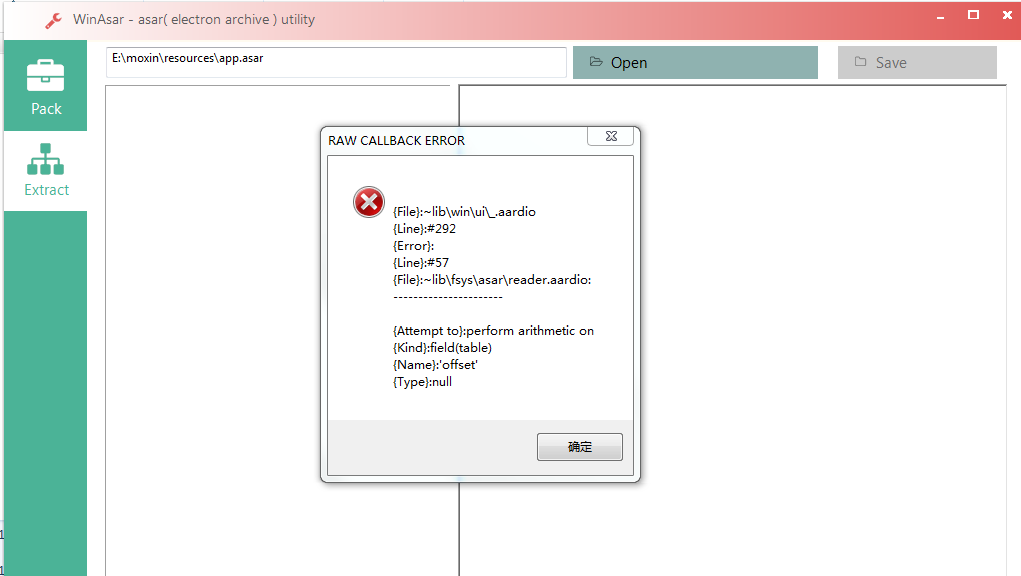 WinAsar - asar( electron archive ) utility
E:\moxin\resources\app.asar
Open
Save
Pack
Extract
RAW CALLBACK ERROR
{File}:~lib\win\ui\_.aardio
{Line}:#292
{Error}:
{Line}:#57
{File}:~lib\fsys\asar\reader.aardio:
----------------------
{Attempt to}:perform arithmetic on
{Kind}:field(table)
{Name}:'offset'
{Type}:null
确定
1
1